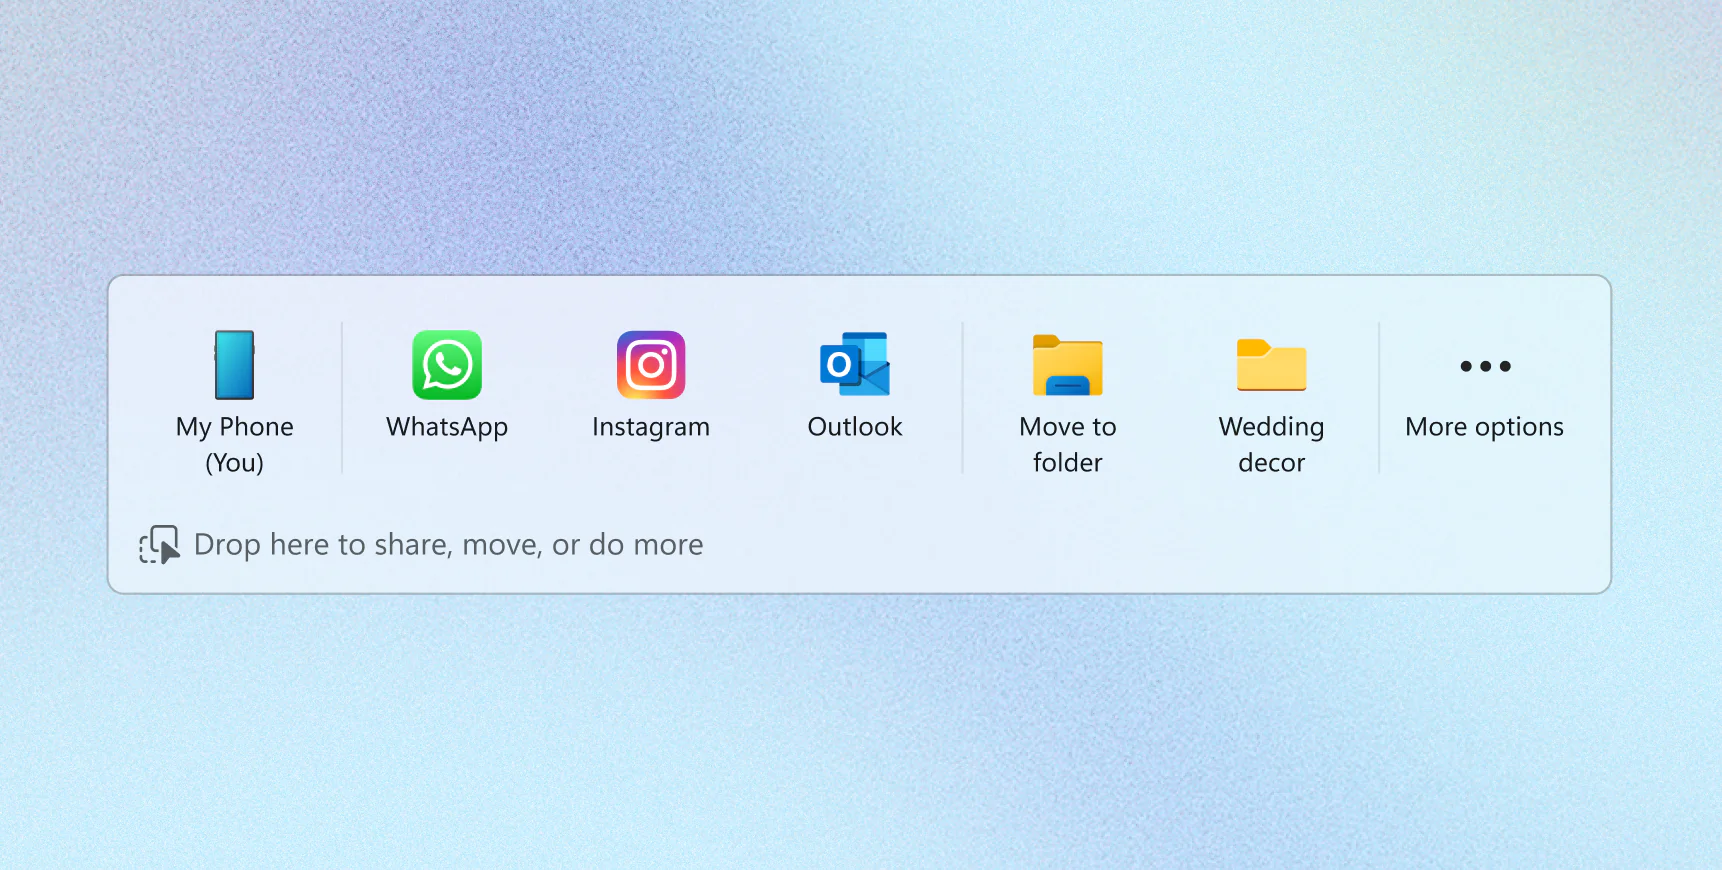 My Phone
(You)
WhatsApp
Instagram
Outlook
Move to
folder
Wedding
decor
More options
Drop here to share, move, or do more